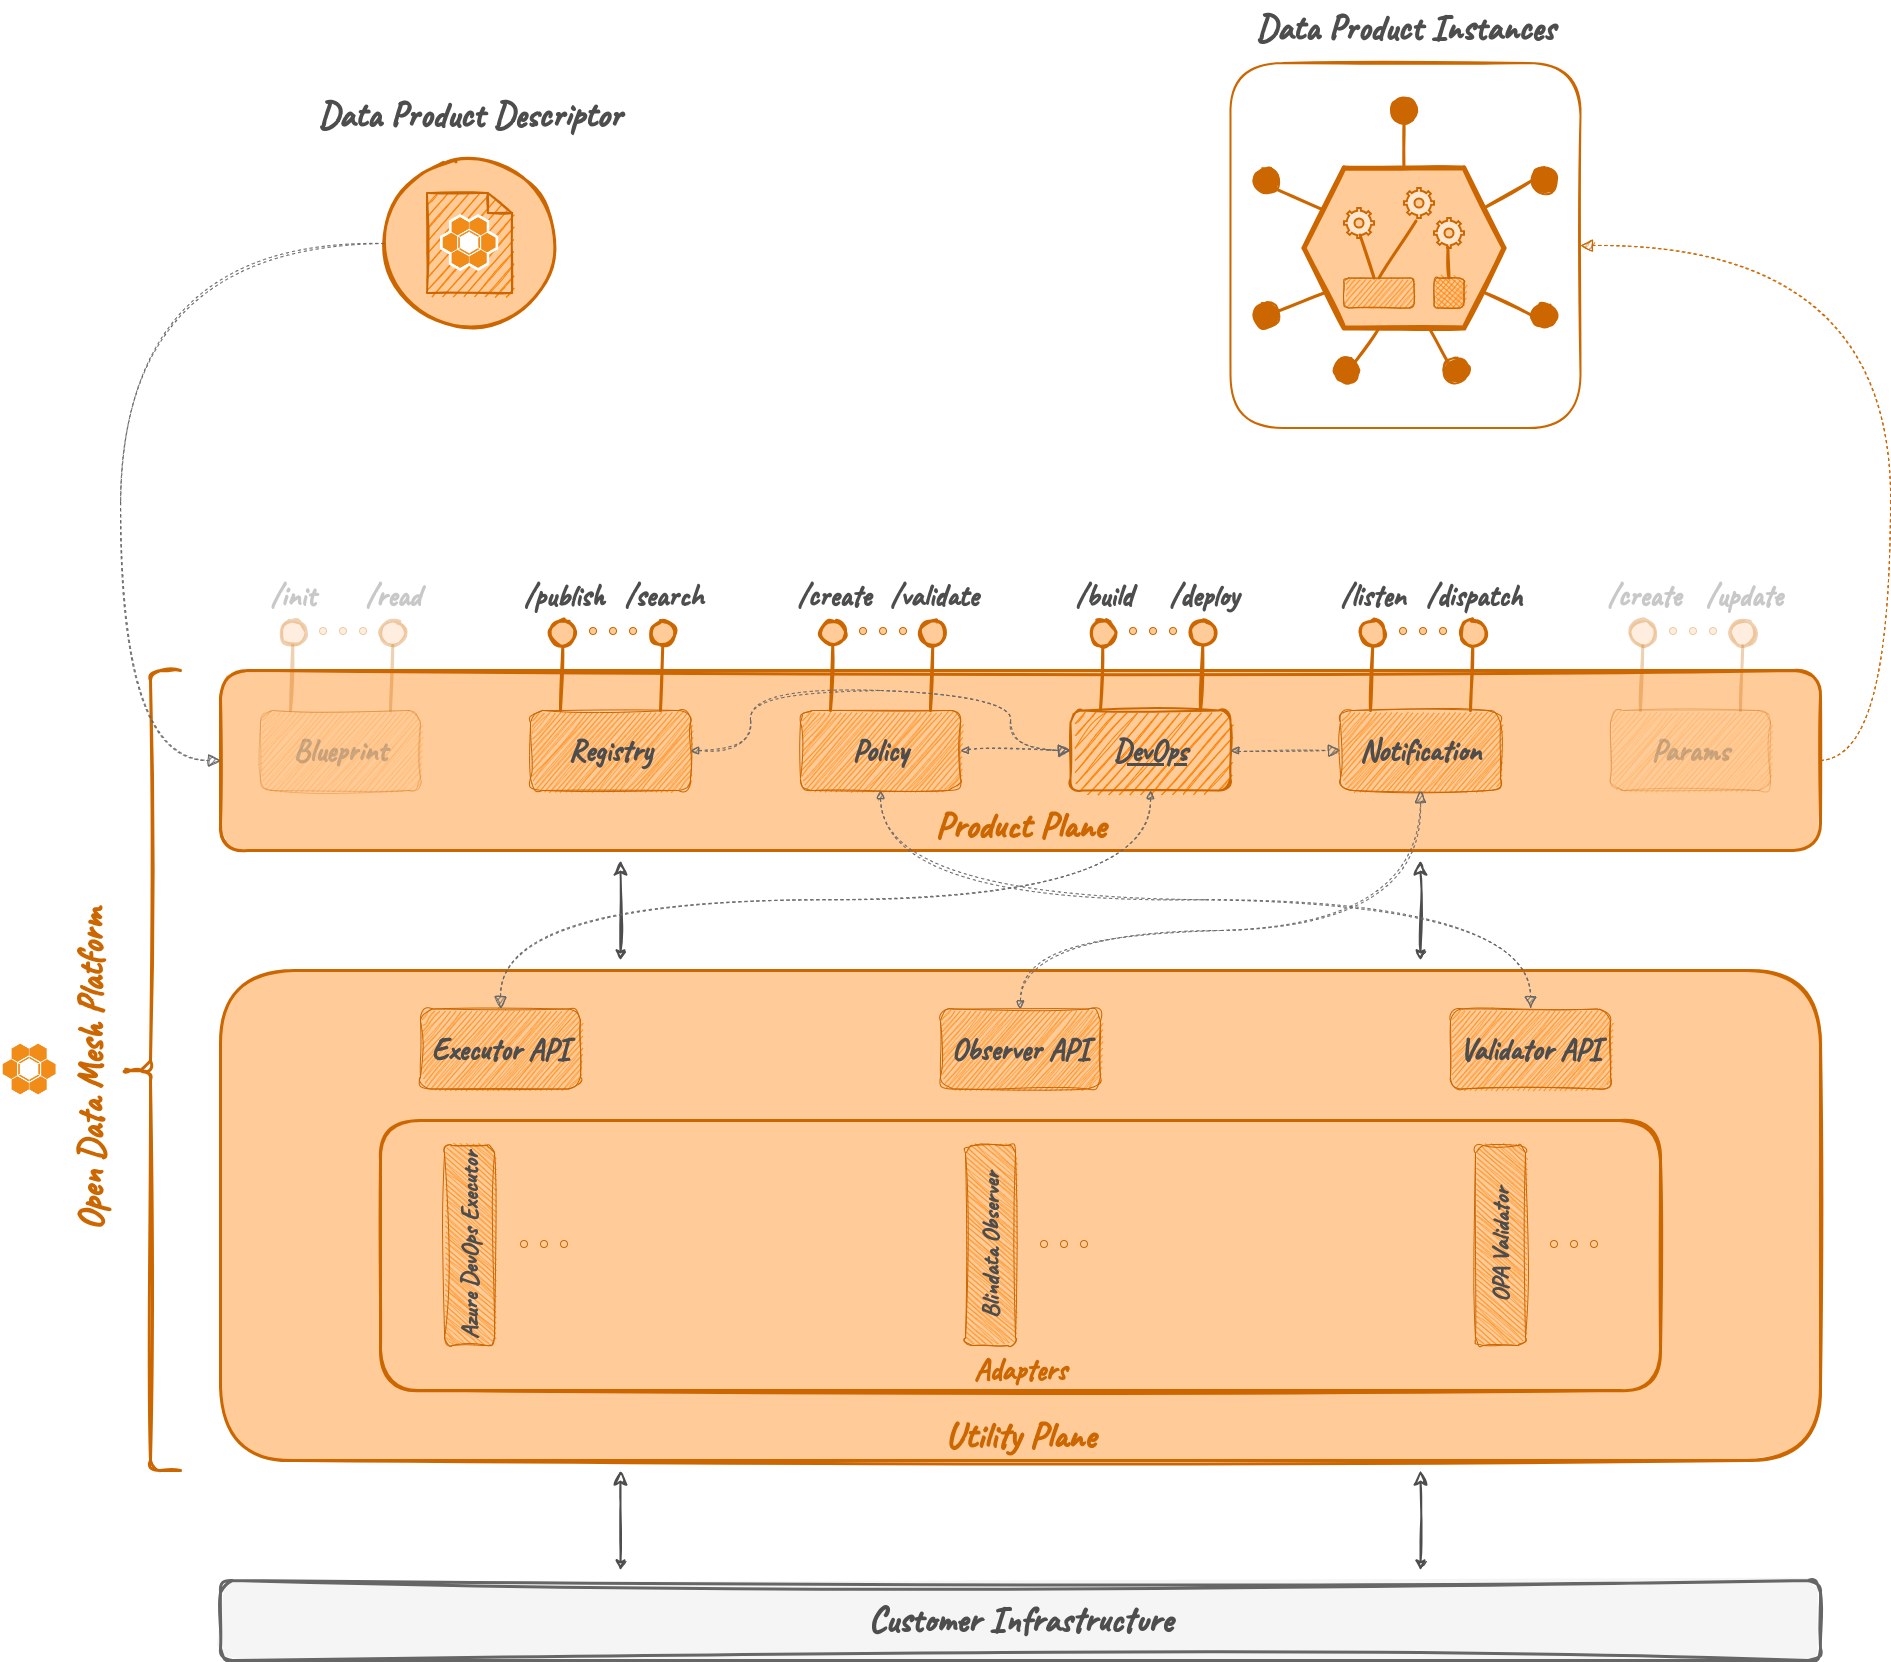 Data Product Instances
Data Product Descriptor
/init
/read
/publish
/search
/create
/validate
/build
/deploy
/listen
/dispatch
/create
/update
Blueprint
Registry
Policy
DevOps
Notification
Params
Product Plane
Open Data Mesh Platform
Executor API
Observer API
Validator API
Azure DevOps Executor
Blindata Observer
OPA Validator
Adapters
Utility Plane
Customer Infrastructure